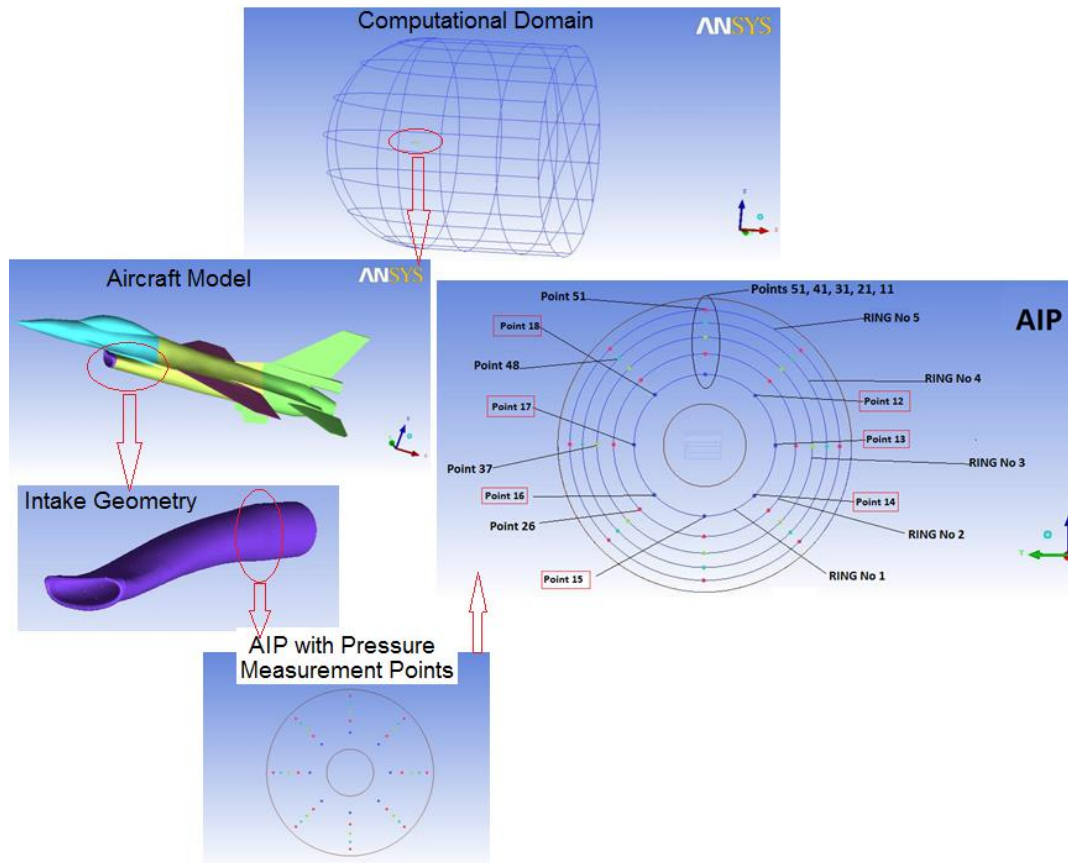 Computational Domain
ANSYS
Z
X
Aircraft Model
ANSYS
Z
X
Intake Geometry
AIP with Pressure
Measurement Points
Points 51, 41, 31, 21, 11
Point 51
RING No 5
AIP
Point 18
Point 48
RING No 4
Point 12
Point 17
Point 13
RING No 3
Point 37
Point 16
Point 14
Point 26
RING No 2
RING No 1
Point 15
Y